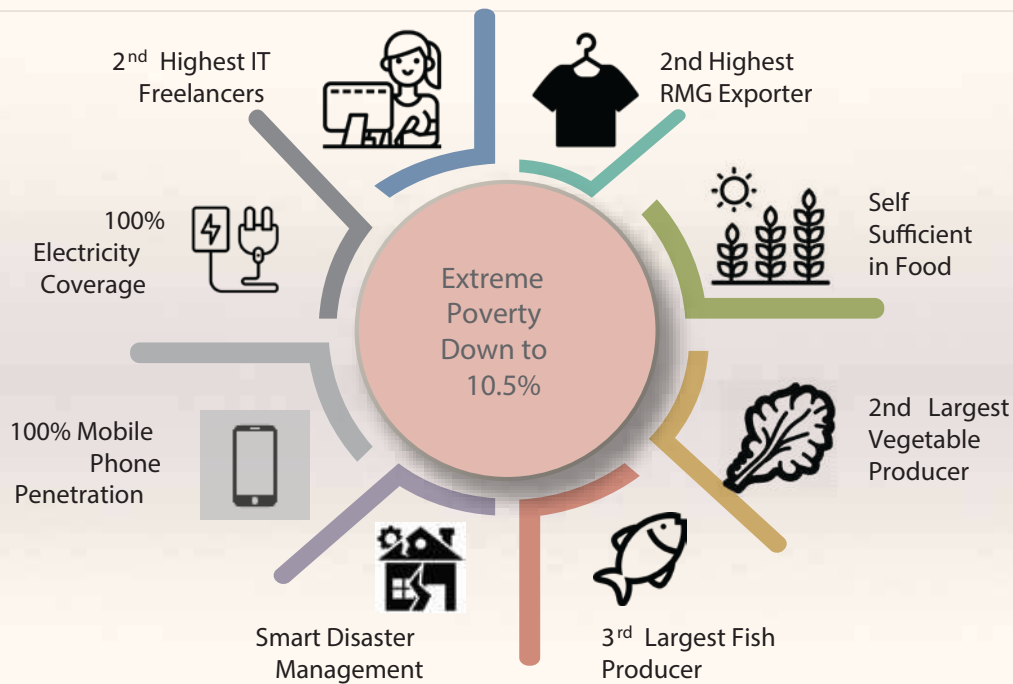 2nd Highest IT
Freelancers
2nd Highest
RMG Exporter
100%
Electricity
Coverage
Self
Sufficient
in Food
Extreme
Poverty
Down to
10.5%
100% Mobile
Phone
Penetration
2nd Largest
Vegetable
Producer
Smart Disaster
Management
3rd Largest Fish
Producer